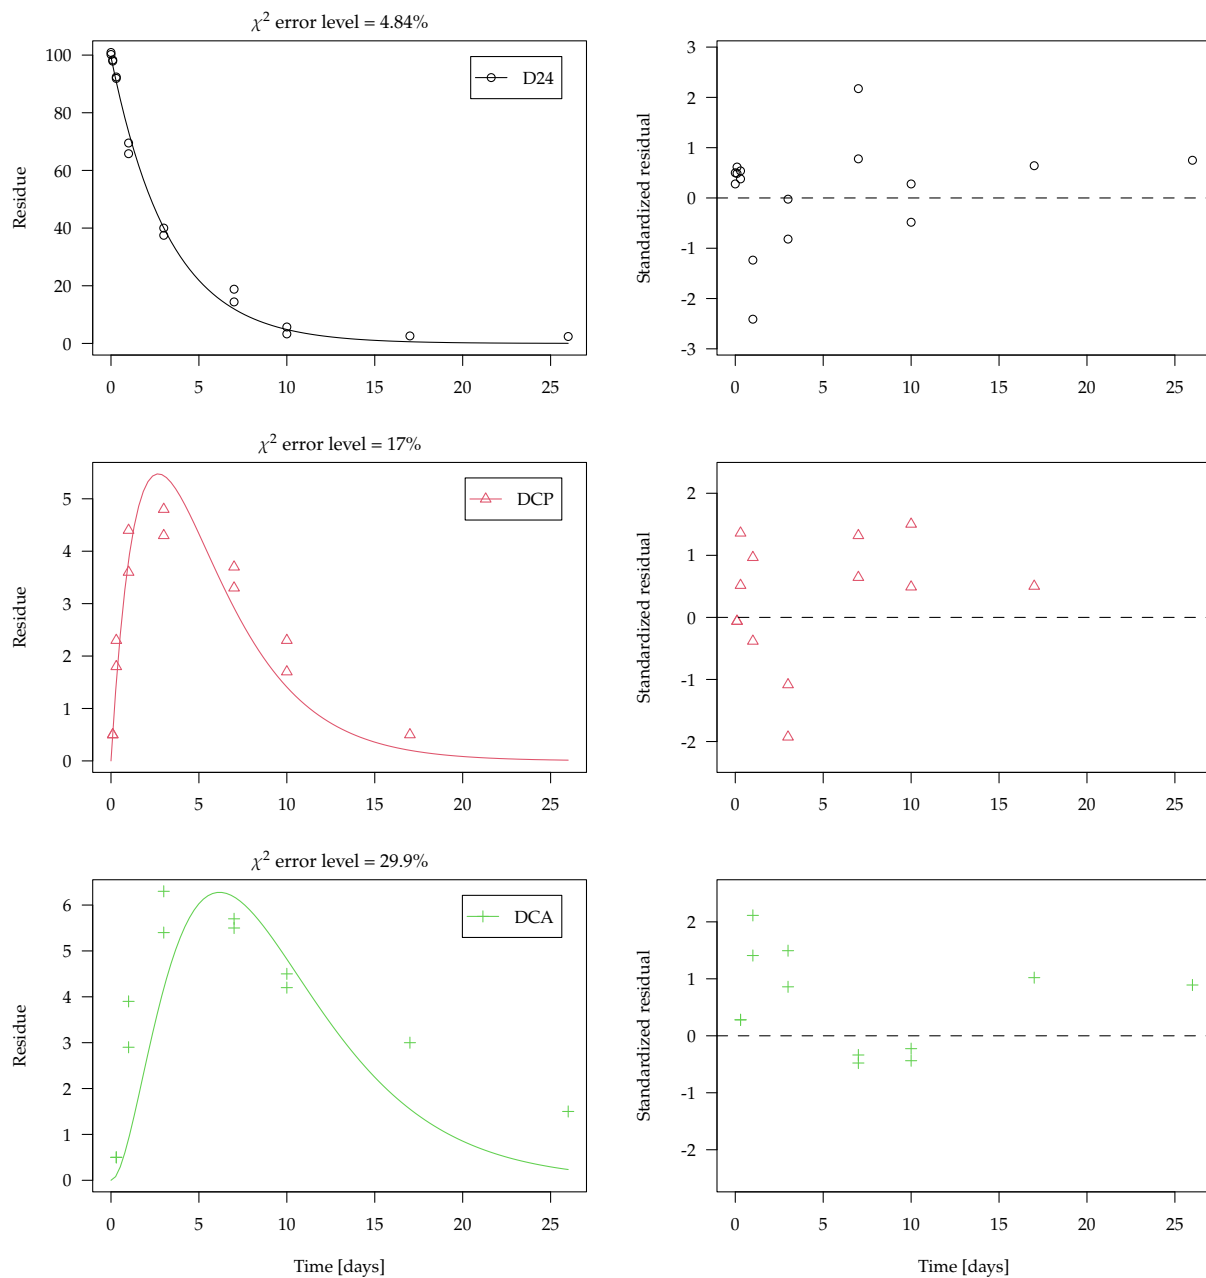 χ² error level = 4.84%
D24
Residue
100
80
60
40
20
0
0 5 10 15 20 25
Standardized residual
3
2
1
0
-1
-2
-3
0 5 10 15 20 25
χ² error level = 17%
DCP
Residue
5
4
3
2
1
0
0 5 10 15 20 25
Standardized residual
2
1
0
-1
-2
0 5 10 15 20 25
χ² error level = 29.9%
DCA
Residue
6
5
4
3
2
1
0
0 5 10 15 20 25
Time [days]
Standardized residual
2
1
0
-1
-2
0 5 10 15 20 25
Time [days]